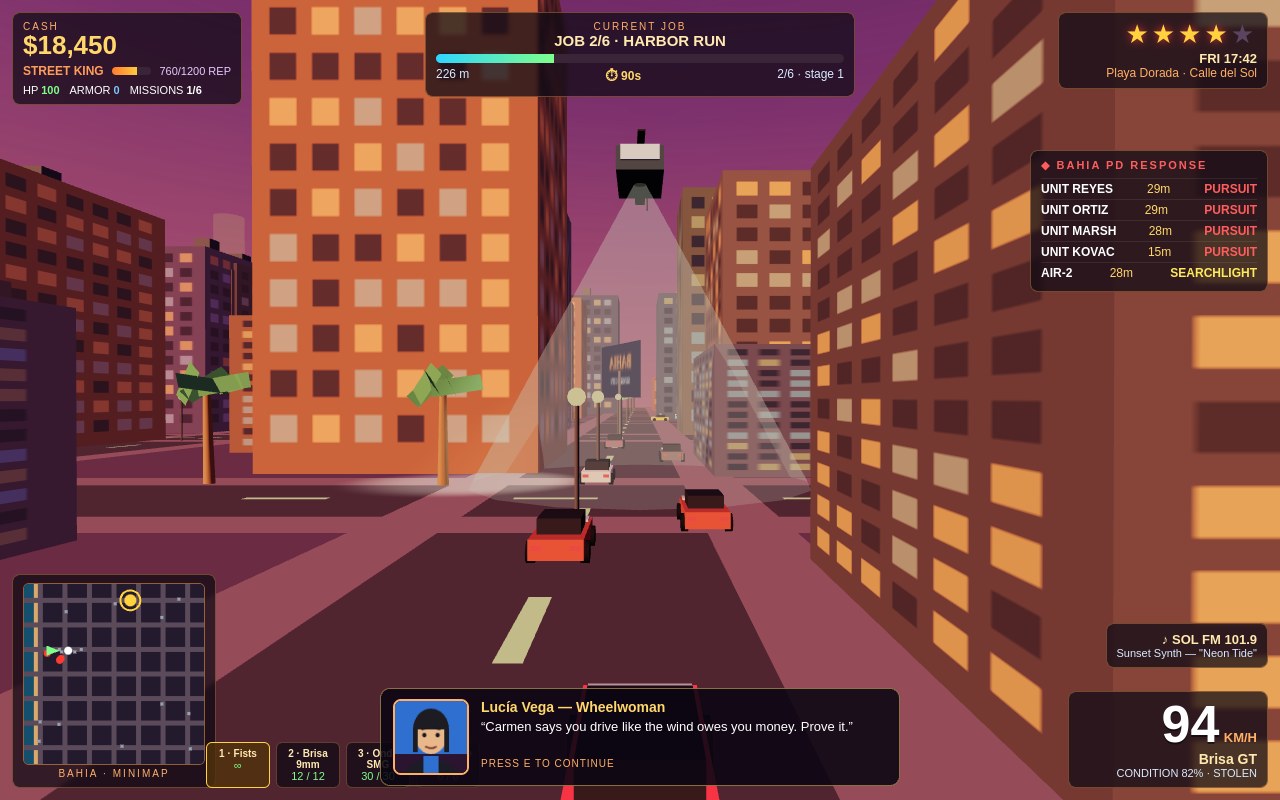 CASH
$18,450
STREET KING 760/1200 REP
HP 100 ARMOR 0 MISSIONS 1/6
CURRENT JOB
JOB 2/6 · HARBOR RUN
226 m ⏱ 90s 2/6 · stage 1
★★★★★
FRI 17:42
Playa Dorada · Calle del Sol
◆ BAHIA PD RESPONSE
UNIT REYES 29m PURSUIT
UNIT ORTIZ 29m PURSUIT
UNIT MARSH 28m PURSUIT
UNIT KOVAC 15m PURSUIT
AIR-2 28m SEARCHLIGHT
BAHIA
♪ SOL FM 101.9
Sunset Synth — "Neon Tide"
BAHIA · MINIMAP
1 · Fists
∞
2 · Brisa
9mm
12 / 12
Lucía Vega — Wheelwoman
“Carmen says you drive like the wind owes you money. Prove it.”
PRESS E TO CONTINUE
94 KM/H
Brisa GT
CONDITION 82% · STOLEN